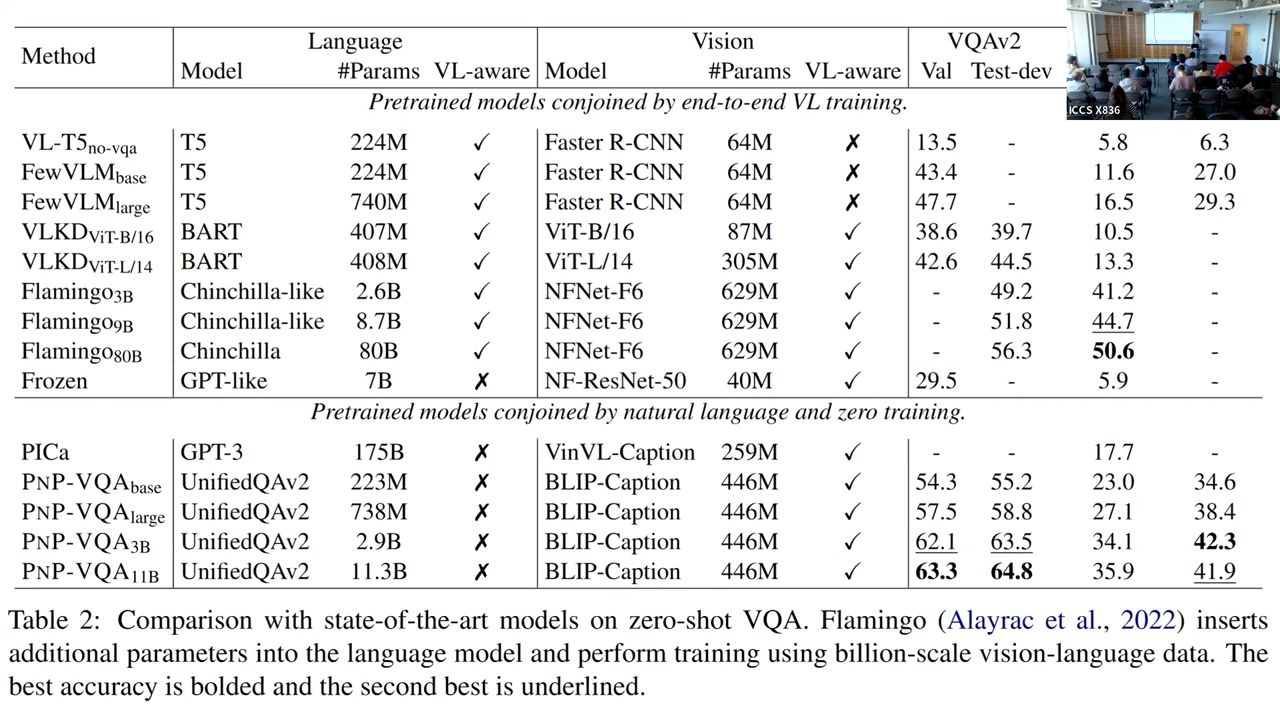 Method Language Vision VQAv2
Model #Params VL-aware Model #Params VL-aware Val Test-dev
ICCS X836
Pretrained models conjoined by end-to-end VL training.
VL-T5no-vqa T5 224M ✓ Faster R-CNN 64M ✗ 13.5 - 5.8 6.3
FewVLMbase T5 224M ✓ Faster R-CNN 64M ✗ 43.4 - 11.6 27.0
FewVLMlarge T5 740M ✓ Faster R-CNN 64M ✗ 47.7 - 16.5 29.3
VLKDViT-B/16 BART 407M ✓ ViT-B/16 87M ✓ 38.6 39.7 10.5 -
VLKDViT-L/14 BART 408M ✓ ViT-L/14 305M ✓ 42.6 44.5 13.3 -
Flamingo3B Chinchilla-like 2.6B ✓ NFNet-F6 629M ✓ - 49.2 41.2 -
Flamingo9B Chinchilla-like 8.7B ✓ NFNet-F6 629M ✓ - 51.8 44.7 -
Flamingo80B Chinchilla 80B ✓ NFNet-F6 629M ✓ - 56.3 50.6 -
Frozen GPT-like 7B ✗ NF-ResNet-50 40M ✓ 29.5 - 5.9 -
Pretrained models conjoined by natural language and zero training.
PICa GPT-3 175B ✗ VinVL-Caption 259M ✓ - - 17.7 -
PNP-VQAbase UnifiedQAv2 223M ✗ BLIP-Caption 446M ✓ 54.3 55.2 23.0 34.6
PNP-VQAlarge UnifiedQAv2 738M ✗ BLIP-Caption 446M ✓ 57.5 58.8 27.1 38.4
PNP-VQA3B UnifiedQAv2 2.9B ✗ BLIP-Caption 446M ✓ 62.1 63.5 34.1 42.3
PNP-VQA11B UnifiedQAv2 11.3B ✗ BLIP-Caption 446M ✓ 63.3 64.8 35.9 41.9
Table 2: Comparison with state-of-the-art models on zero-shot VQA. Flamingo (Alayrac et al., 2022) inserts
additional parameters into the language model and perform training using billion-scale vision-language data. The
best accuracy is bolded and the second best is underlined.